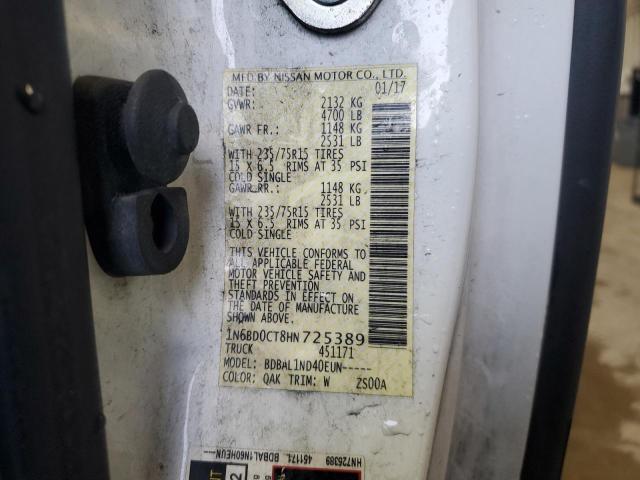 MFD BY NISSAN MOTOR CO., LTD.
DATE: 01/17
GVWR: 2132 KG
4700 LB
GAWR FR.: 1148 KG
2531 LB
WITH 235/75R15 TIRES
15 X 6.5 RIMS AT 35 PSI
COLD SINGLE
GAWR RR.: 1148 KG
2531 LB
WITH 235/75R15 TIRES
15 X 6.5 RIMS AT 35 PSI
COLD SINGLE
THIS VEHICLE CONFORMS TO
ALL APPLICABLE FEDERAL
MOTOR VEHICLE SAFETY AND
THEFT PREVENTION
STANDARDS IN EFFECT ON
THE DATE OF MANUFACTURE
SHOWN ABOVE.
1N6BD0CT8HN725389
TRUCK 451171
MODEL: BDBAL1ND40EUN-----
COLOR: QAK TRIM: W ZS00A
HN725389 451171